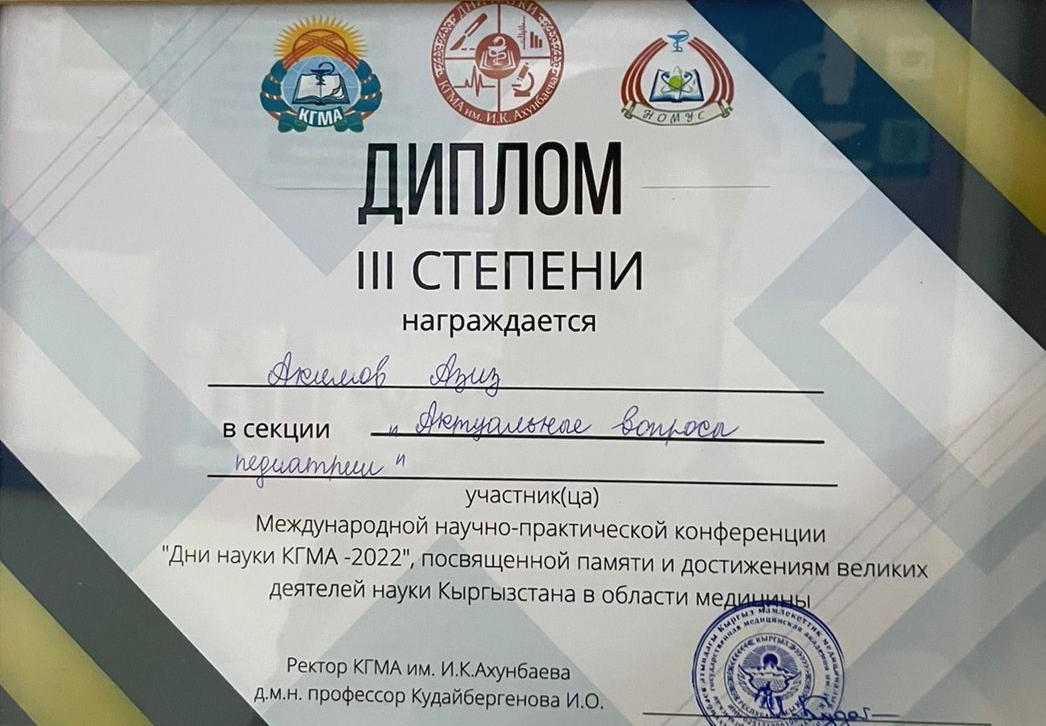 КГМА
ДНИ НАУКИ
КГМА им. И.К. Ахунбаева
НОМУС
ДИПЛОМ
III СТЕПЕНИ
награждается
Акимов Азиз
в секции „Актуальные вопросы
педиатрии"
участник(ца)
Международной научно-практической конференции
"Дни науки КГМА -2022", посвященной памяти и достижениям великих
деятелей науки Кыргызстана в области медицины
Ректор КГМА им. И.К.Ахунбаева
д.м.н. профессор Кудайбергенова И.О.